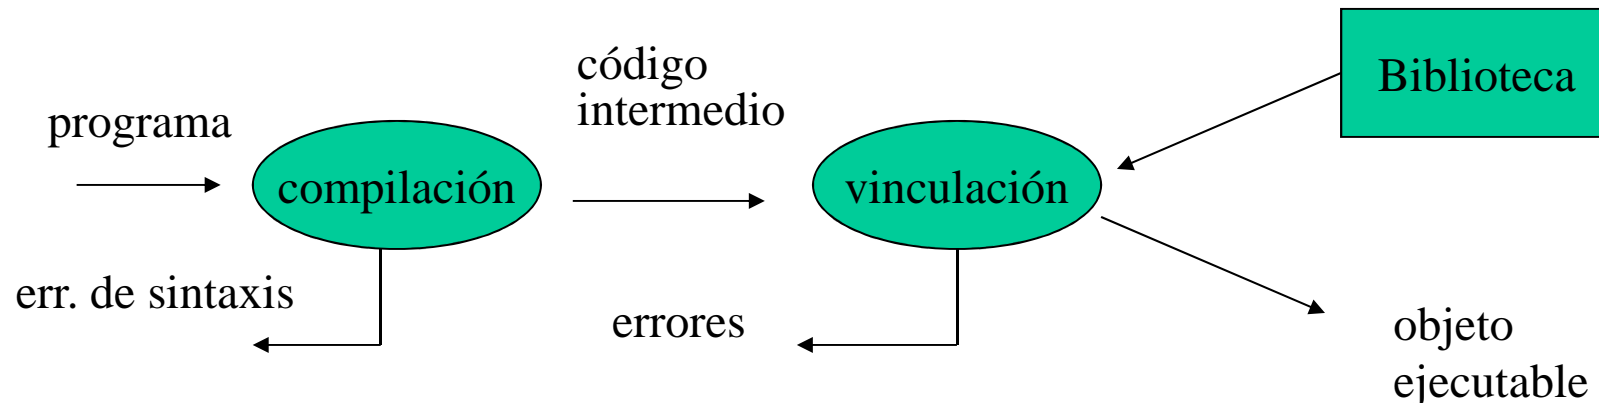 programa
compilación
err. de sintaxis
código
intermedio
vinculación
errores
Biblioteca
objeto
ejecutable